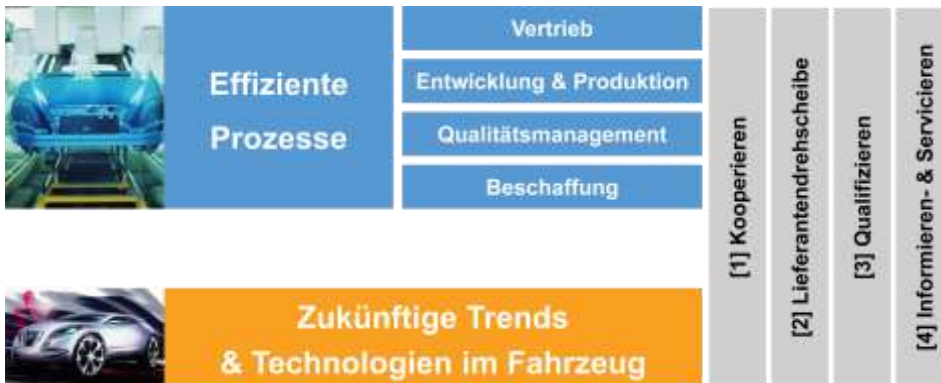 Effiziente
Prozesse
Vertrieb
Entwicklung & Produktion
Qualitätsmanagement
Beschaffung
Zukünftige Trends
& Technologien im Fahrzeug
[1] Kooperieren
[2] Lieferantendrehscheibe
[3] Qualifizieren
[4] Informieren- & Servicieren